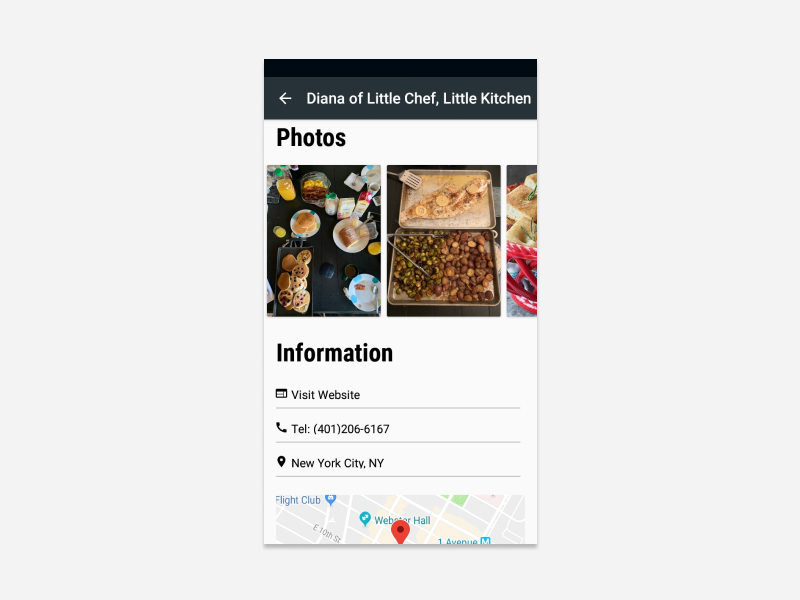 Diana of Little Chef, Little Kitchen
Photos
Information
Visit Website
Tel: (401)206-6167
New York City, NY
Flight Club
Webster Hall
E 10th St
1 Avenue M